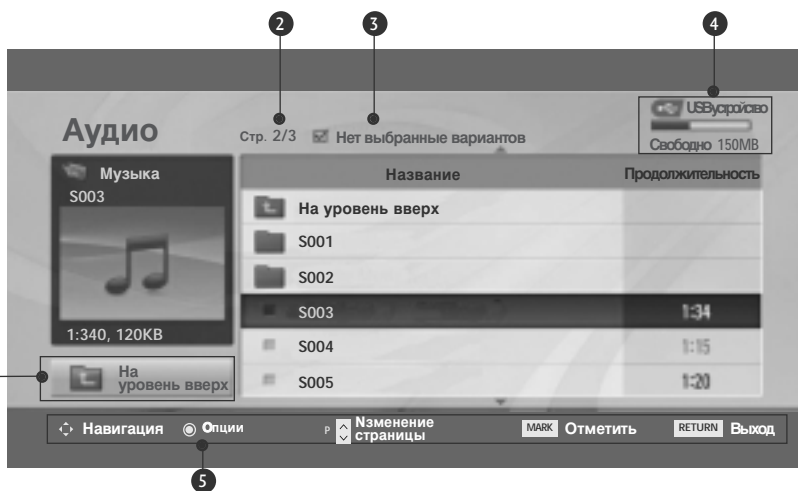 2 3 4
USBустройство
Аудио Стр. 2/3 Нет выбранные вариантов
Свободно 150MB
Музыка Название Продолжительность
S003
На уровень вверх
S001
S002
S003 1:34
1:340, 120KB
S004 1:15
На
уровень вверх
S005 1:20
Навигация Опции P Nзменение
страницы MARK Отметить RETURN Выход
5